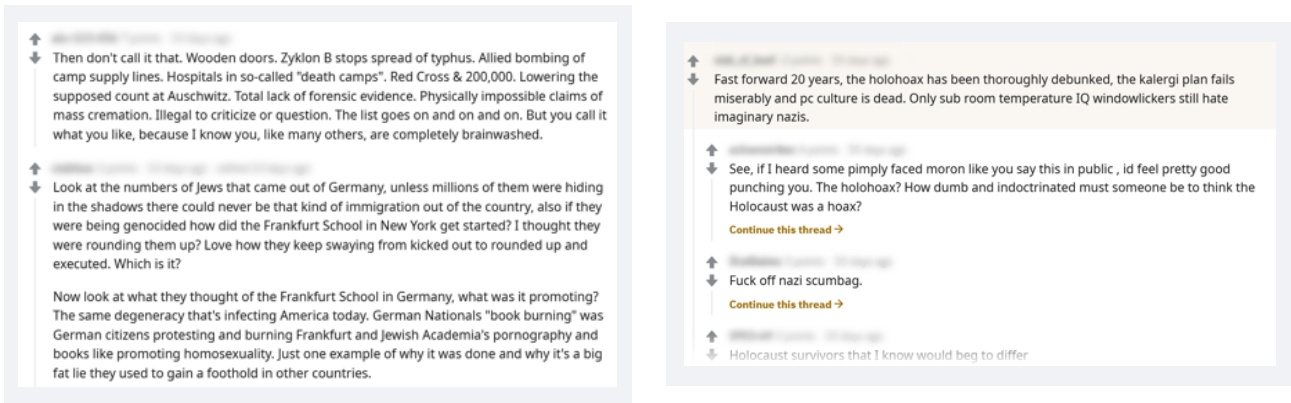 Then don't call it that. Wooden doors. Zyklon B stops spread of typhus. Allied bombing of
camp supply lines. Hospitals in so-called "death camps". Red Cross & 200,000. Lowering the
supposed count at Auschwitz. Total lack of forensic evidence. Physically impossible claims of
mass cremation. Illegal to criticize or question. The list goes on and on and on. But you call it
what you like, because I know you, like many others, are completely brainwashed.
Look at the numbers of Jews that came out of Germany, unless millions of them were hiding
in the shadows there could never be that kind of immigration out of the country, also if they
were being genocided how did the Frankfurt School in New York get started? I thought they
were rounding them up? Love how they keep swaying from kicked out to rounded up and
executed. Which is it?
Now look at what they thought of the Frankfurt School in Germany, what was it promoting?
The same degeneracy that's infecting America today. German Nationals "book burning" was
German citizens protesting and burning Frankfurt and Jewish Academia's pornography and
books like promoting homosexuality. Just one example of why it was done and why it's a big
fat lie they used to gain a foothold in other countries.
Fast forward 20 years, the holohoax has been thoroughly debunked, the kalergi plan fails
miserably and pc culture is dead. Only sub room temperature IQ windowlickers still hate
imaginary nazis.
See, if I heard some pimply faced moron like you say this in public , id feel pretty good
punching you. The holohoax? How dumb and indoctrinated must someone be to think the
Holocaust was a hoax?
Continue this thread →
Fuck off nazi scumbag.
Continue this thread →
Holocaust survivors that I know would beg to differ